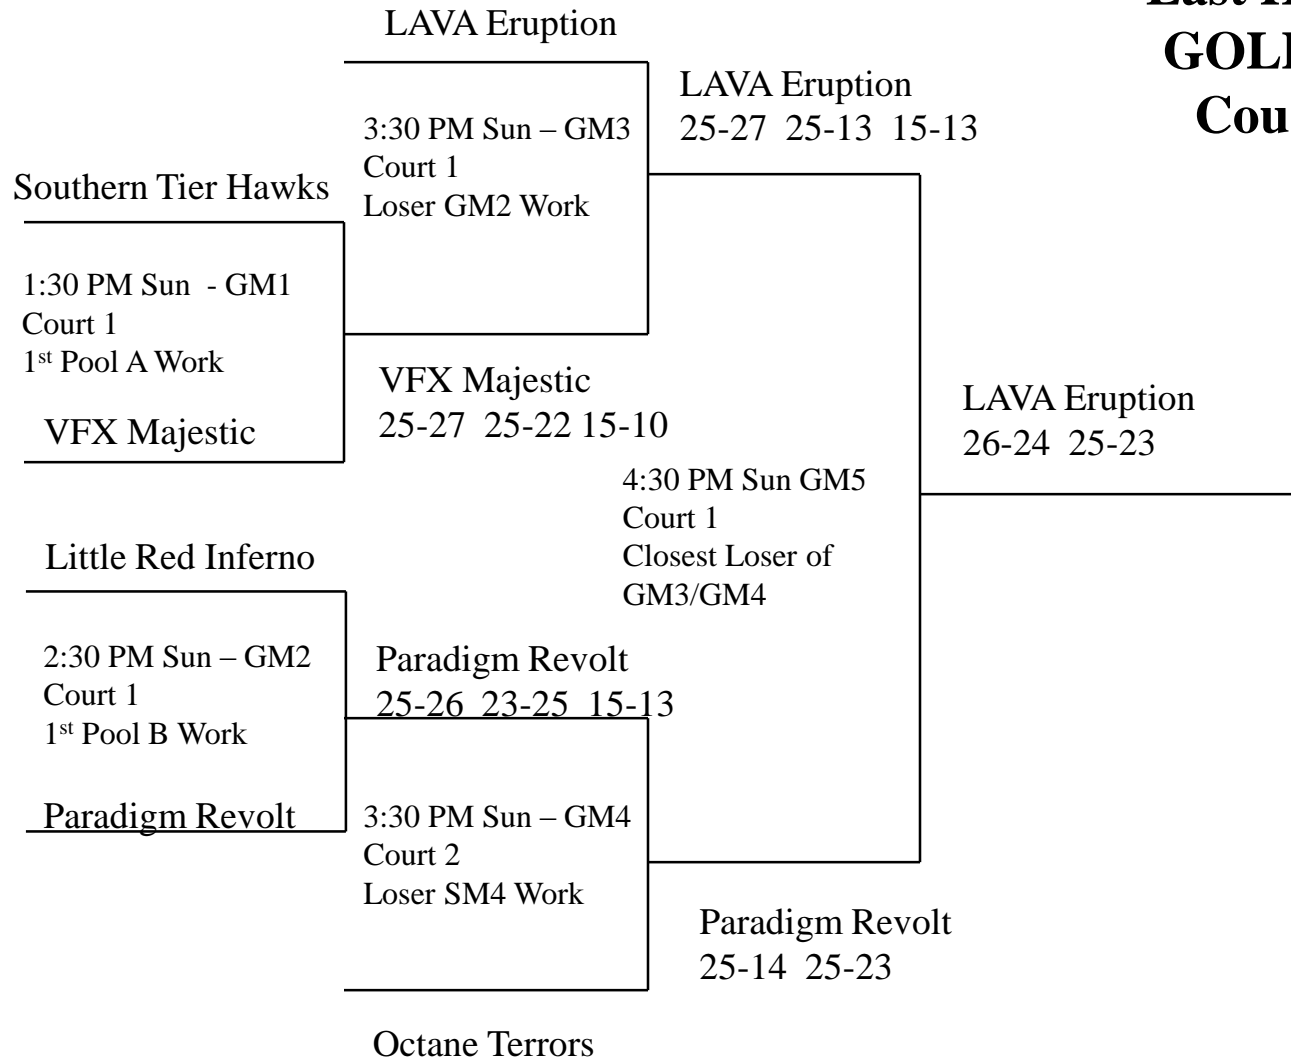 LAVA Eruption
GOL
Cou
LAVA Eruption
25-27 25-13 15-13
3:30 PM Sun – GM3
Court 1
Loser GM2 Work
Southern Tier Hawks
1:30 PM Sun - GM1
Court 1
1st Pool A Work
VFX Majestic
VFX Majestic
25-27 25-22 15-10
LAVA Eruption
26-24 25-23
4:30 PM Sun GM5
Court 1
Closest Loser of
GM3/GM4
Little Red Inferno
2:30 PM Sun – GM2
Court 1
1st Pool B Work
Paradigm Revolt
Paradigm Revolt
25-26 23-25 15-13
3:30 PM Sun – GM4
Court 2
Loser SM4 Work
Paradigm Revolt
25-14 25-23
Octane Terrors